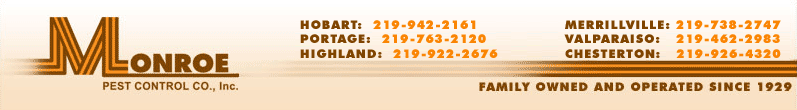 MONROE
PEST CONTROL CO., Inc.
HOBART: 219-942-2161
PORTAGE: 219-763-2120
HIGHLAND: 219-922-2676
MERRILLVILLE: 219-738-2747
VALPARAISO: 219-462-2983
CHESTERTON: 219-926-4320
FAMILY OWNED AND OPERATED SINCE 1929